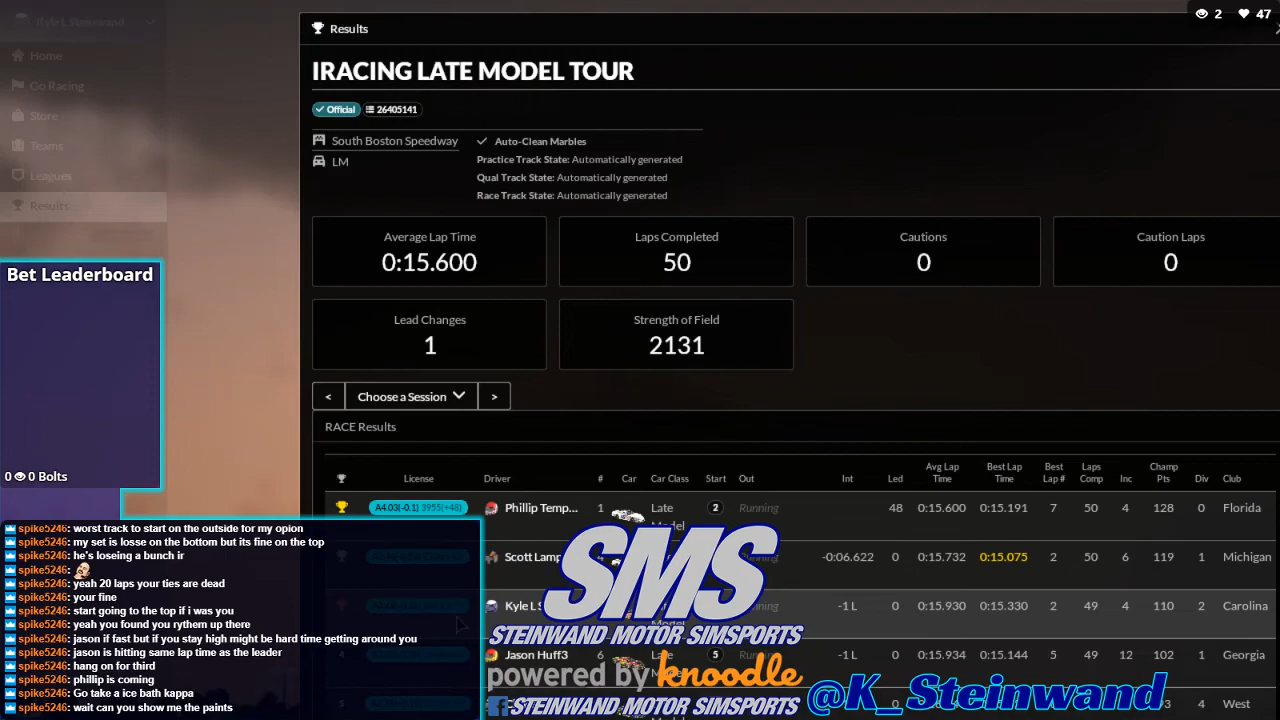 Kyle L Steinwand
2 47
Results
Home
Go Racing
Store
Teams
Leagues
Results
IRACING LATE MODEL TOUR
Official 26405141
South Boston Speedway
LM
Auto-Clean Marbles
Practice Track State: Automatically generated
Qual Track State: Automatically generated
Race Track State: Automatically generated
Average Lap Time
0:15.600
Laps Completed
50
Cautions
0
Caution Laps
0
Lead Changes
1
Strength of Field
2131
Bet Leaderboard
0 0 Bolts
< Choose a Session >
RACE Results
License Driver # Car Car Class Start Out Int Led Avg Lap Time Best Lap Time Best Lap # Laps Comp Inc Champ Pts Div Club
A4.03(-0.1) 3955(+48) Phillip Temp... 1 Late Model 2 Running 48 0:15.600 0:15.191 7 50 4 128 0 Florida
Scott Lamp -0:06.622 0 0:15.732 0:15.075 2 50 6 119 1 Michigan
Kyle L S -1 L 0 0:15.930 0:15.330 2 49 4 110 2 Carolina
4 Jason Huff3 6 Late 5 Running -1 L 0 0:15.934 0:15.144 5 49 12 102 1 Georgia
5 4 West
spike5246: worst track to start on the outside for my opion
spike5246: my set is losse on the bottom but its fine on the top
spike5246: he's loseing a bunch ir
spike5246:
spike5246: yeah 20 laps your ties are dead
spike5246: your fine
spike5246: start going to the top if i was you
spike5246: yeah you found you rythem up there
spike5246: jason if fast but if you stay high might be hard time getting around you
spike5246: jason is hitting same lap time as the leader
spike5246: hang on for third
spike5246: phillip is coming
spike5246: Go take a ice bath kappa
spike5246: wait can you show me the paints
SMS
STEINWAND MOTOR SIMSPORTS
powered by knoodle
STEINWAND MOTOR SIMSPORTS
@K_Steinwand